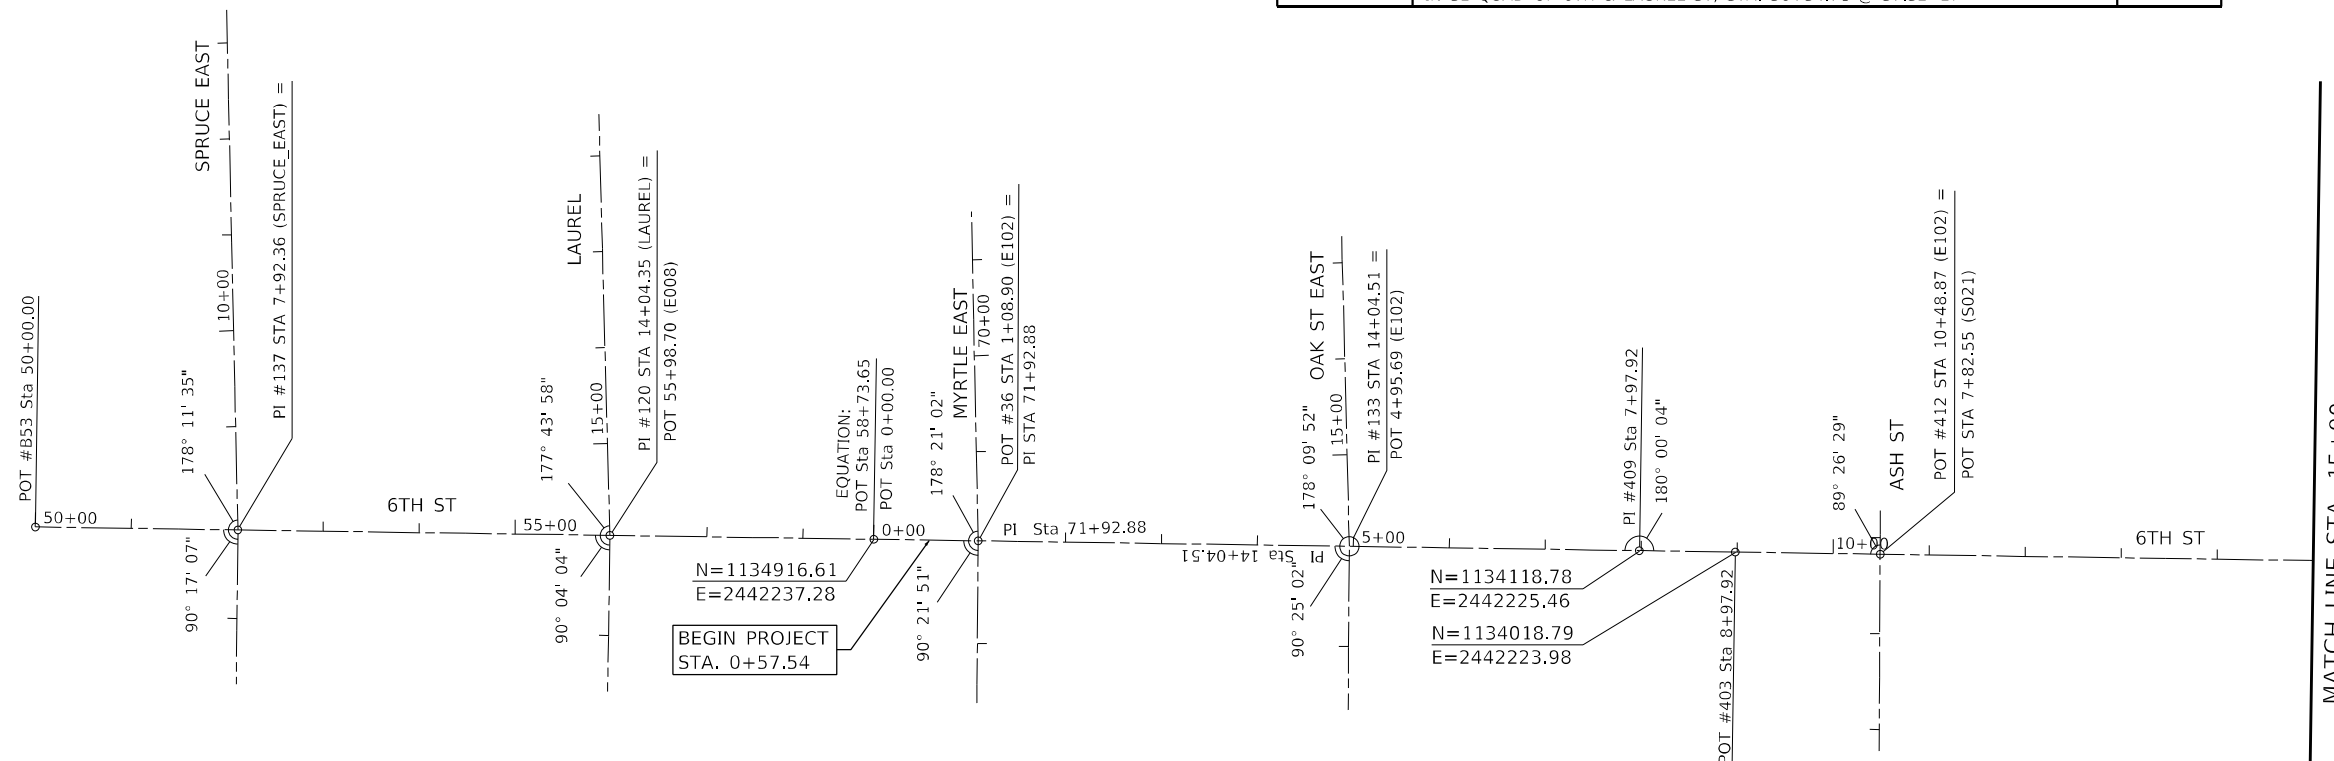 SPRUCE EAST
10+00
PI #137 STA 7+92.36 (SPRUCE_EAST) =
POT #B53 Sta 50+00.00
178° 11' 35"
50+00
90° 17' 07"
6TH ST
LAUREL
15+00
PI #120 STA 14+04.35 (LAUREL) =
POT 55+98.70 (E008)
177° 43' 58"
55+00
90° 04' 04"
EQUATION:
POT Sta 58+73.65
POT Sta 0+00.00
0+00
N=1134916.61
E=2442237.28
BEGIN PROJECT
STA. 0+57.54
MYRTLE EAST
70+00
178° 21' 02"
POT #36 STA 1+08.90 (E102) =
PI STA 71+92.88
PI Sta 71+92.88
90° 21' 51"
OAK ST EAST
15+00
178° 09' 52"
PI #133 STA 14+04.51 =
POT 4+95.69 (E102)
PI Sta 14+04.51
5+00
90° 25' 02"
PI #409 Sta 7+97.92
180° 00' 04"
N=1134118.78
E=2442225.46
N=1134018.79
E=2442223.98
POT #403 Sta 8+97.92
89° 26' 29"
ASH ST
10+00
POT #412 STA 10+48.87 (E102) =
POT STA 7+82.55 (S021)
6TH ST
MATCH LINE STA. 15+00